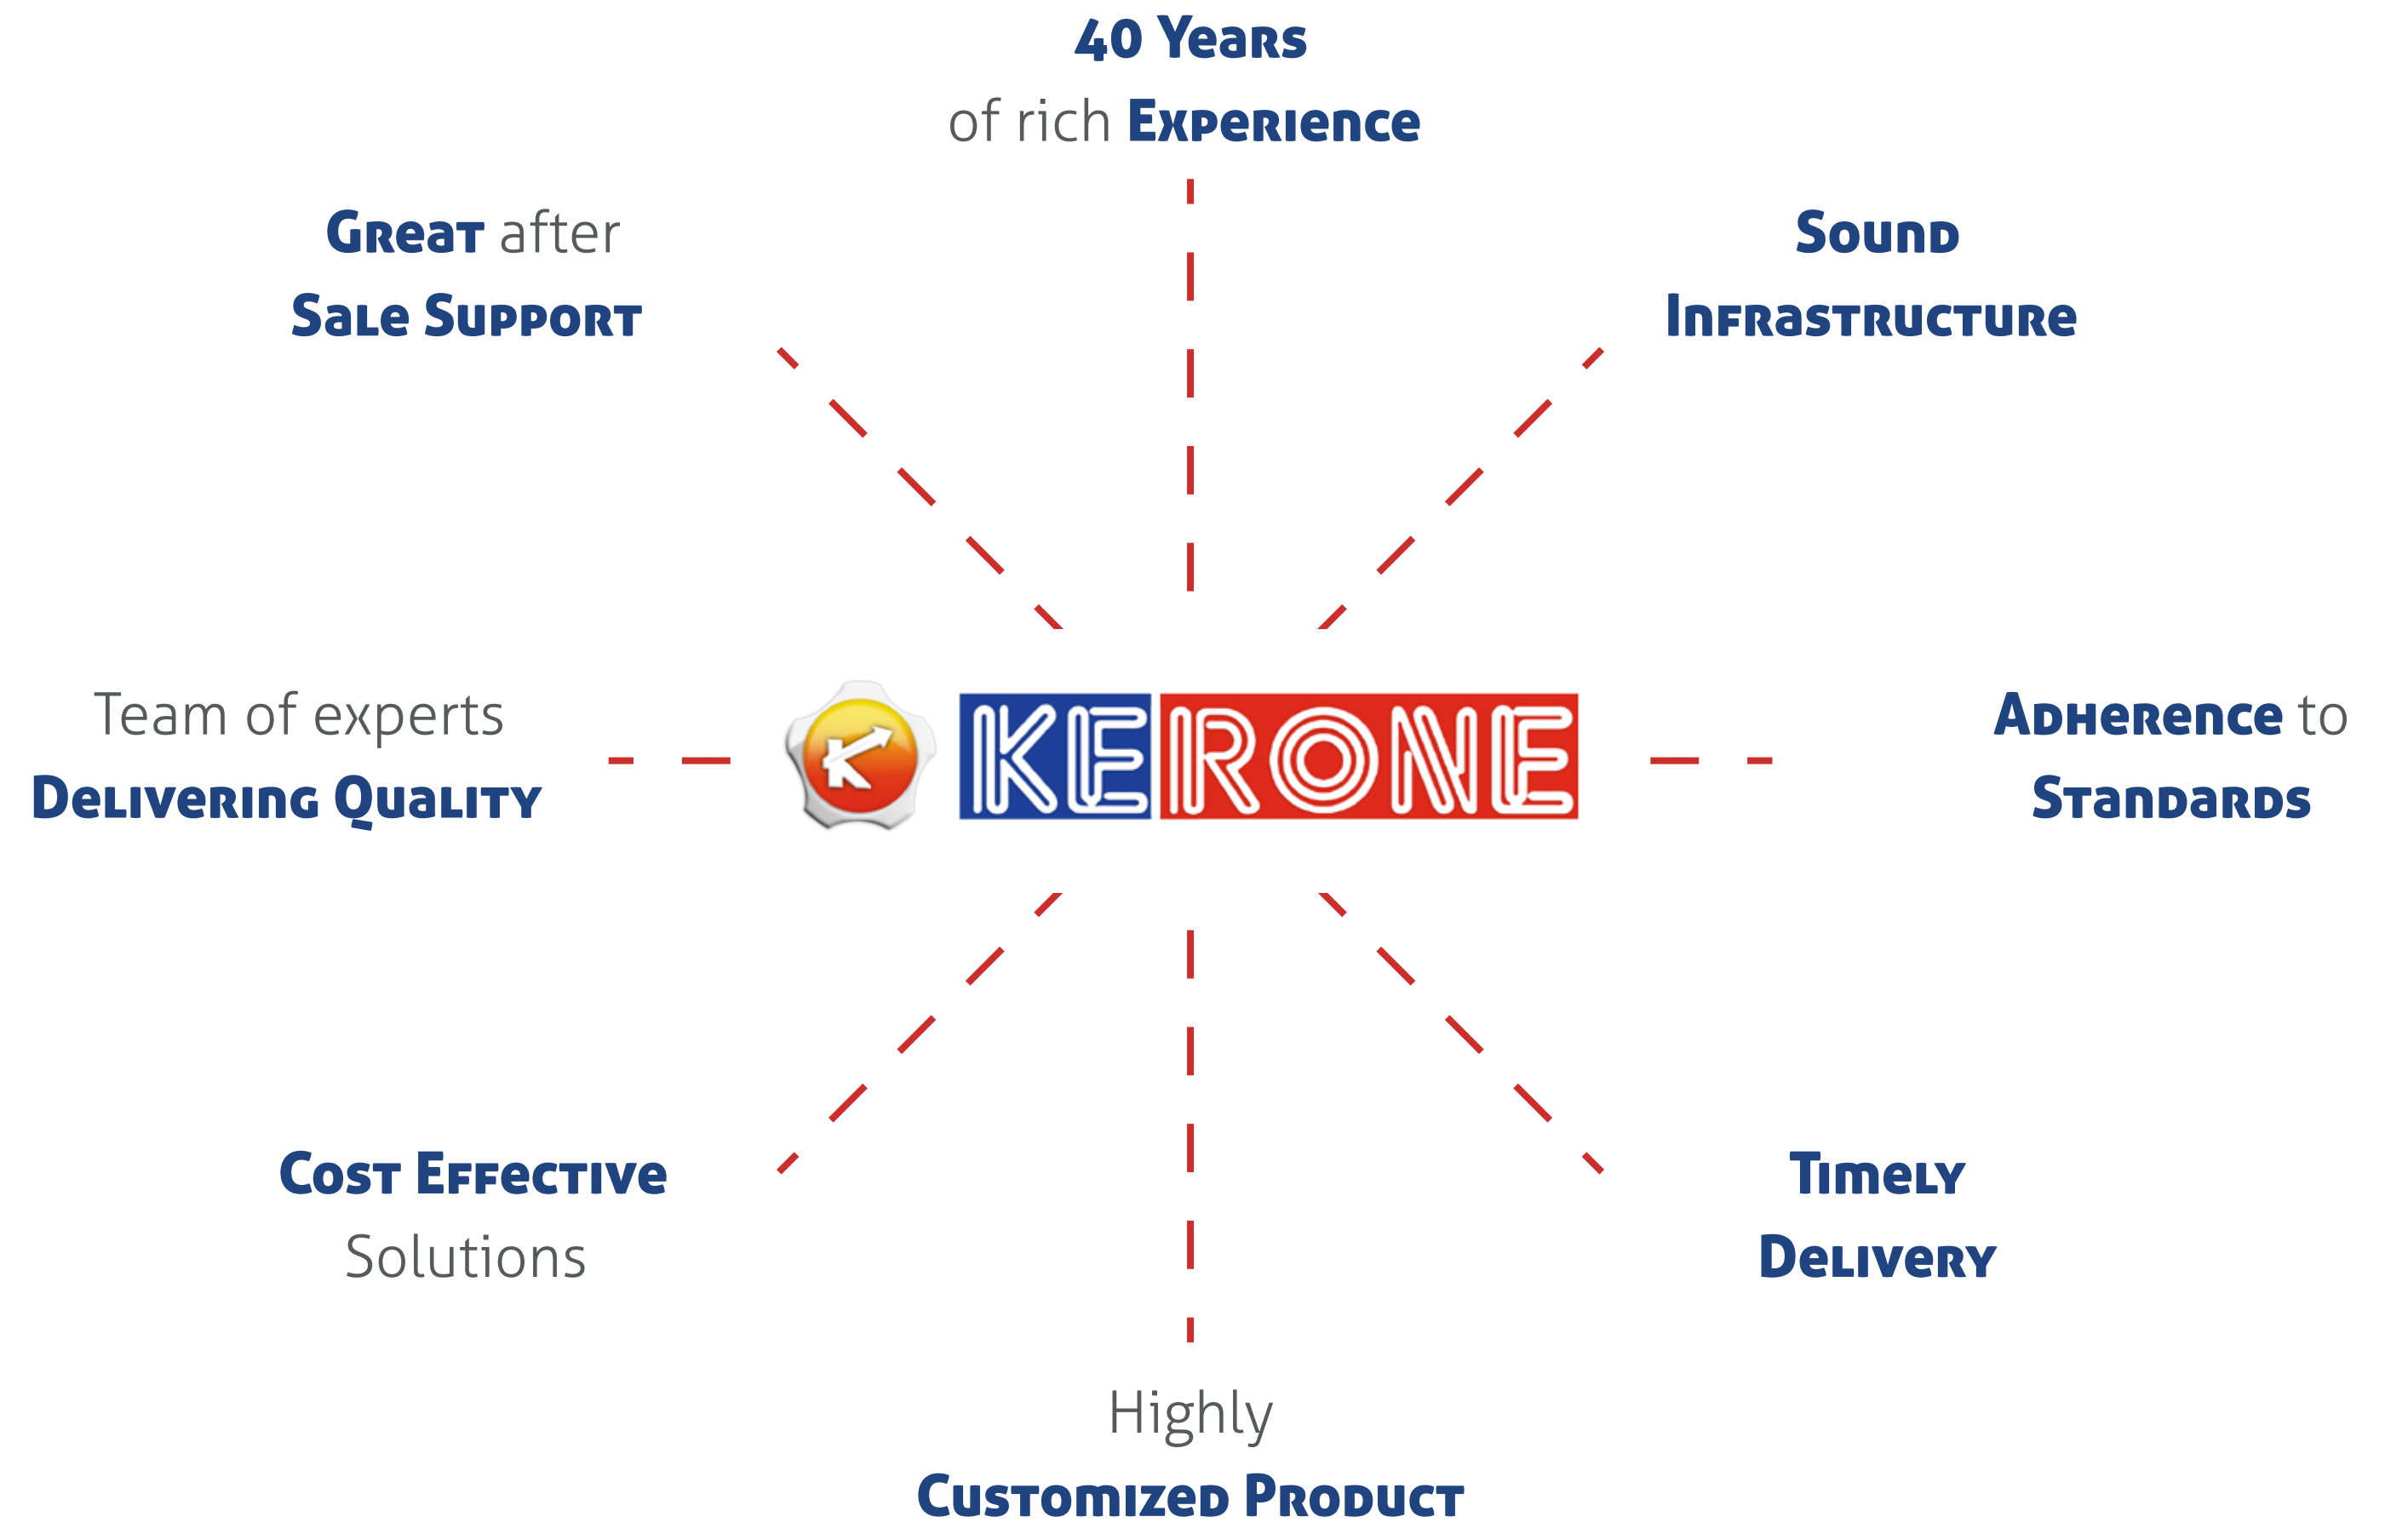 40 Years
of rich Experience
Great after
Sale Support
Sound
Infrastructure
Team of experts
Delivering Quality
K KERONE
Adherence to
Standards
Cost Effective
Solutions
Timely
Delivery
Highly
Customized Product